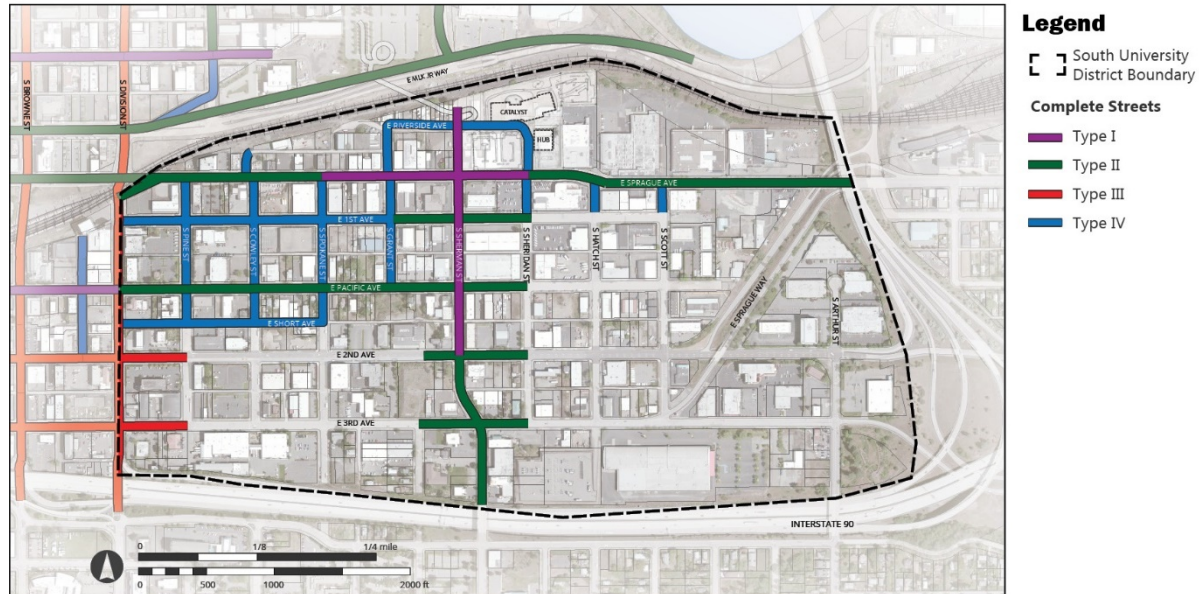 Legend
South University
District Boundary
Complete Streets
Type I
Type II
Type III
Type IV
S BROWNE ST
S DIVISION ST
E MLK JR WAY
CATALYST
E RIVERSIDE AVE
HUB
E SPRAGUE AVE
E 1ST AVE
S PINE ST
S COWLEY ST
S SPOKANE ST
S GRANT ST
S SHERMAN ST
S SHERIDAN ST
S HATCH ST
S SCOTT ST
E PACIFIC AVE
E SPRAGUE WAY
S ARTHUR ST
E SHORT AVE
E 2ND AVE
E 3RD AVE
INTERSTATE 90
0 1/8 1/4 mile
0 500 1000 2000 ft